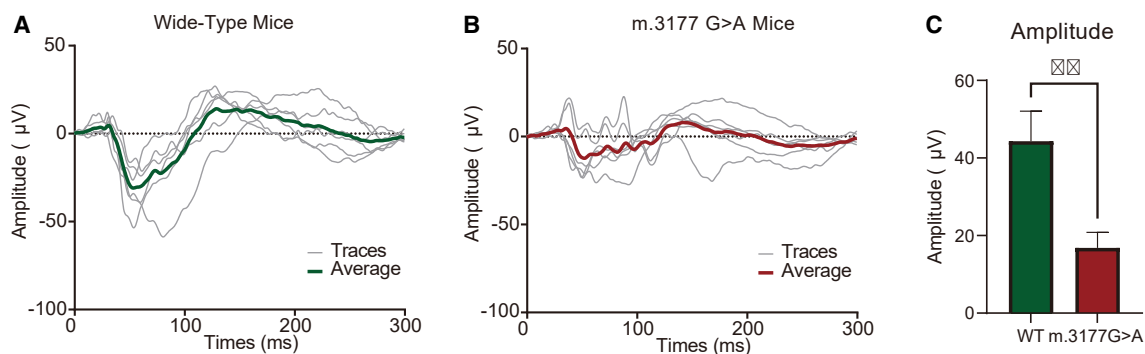 A
Wide-Type Mice
50
0
-50
-100
Amplitude ( μV)
0
100
200
300
Times (ms)
Traces
Average
B
m.3177 G>A Mice
50
0
-50
-100
Amplitude ( μV)
0
100
200
300
Times (ms)
Traces
Average
C
Amplitude
60
40
20
0
Amplitude ( μV)
WT m.3177G>A